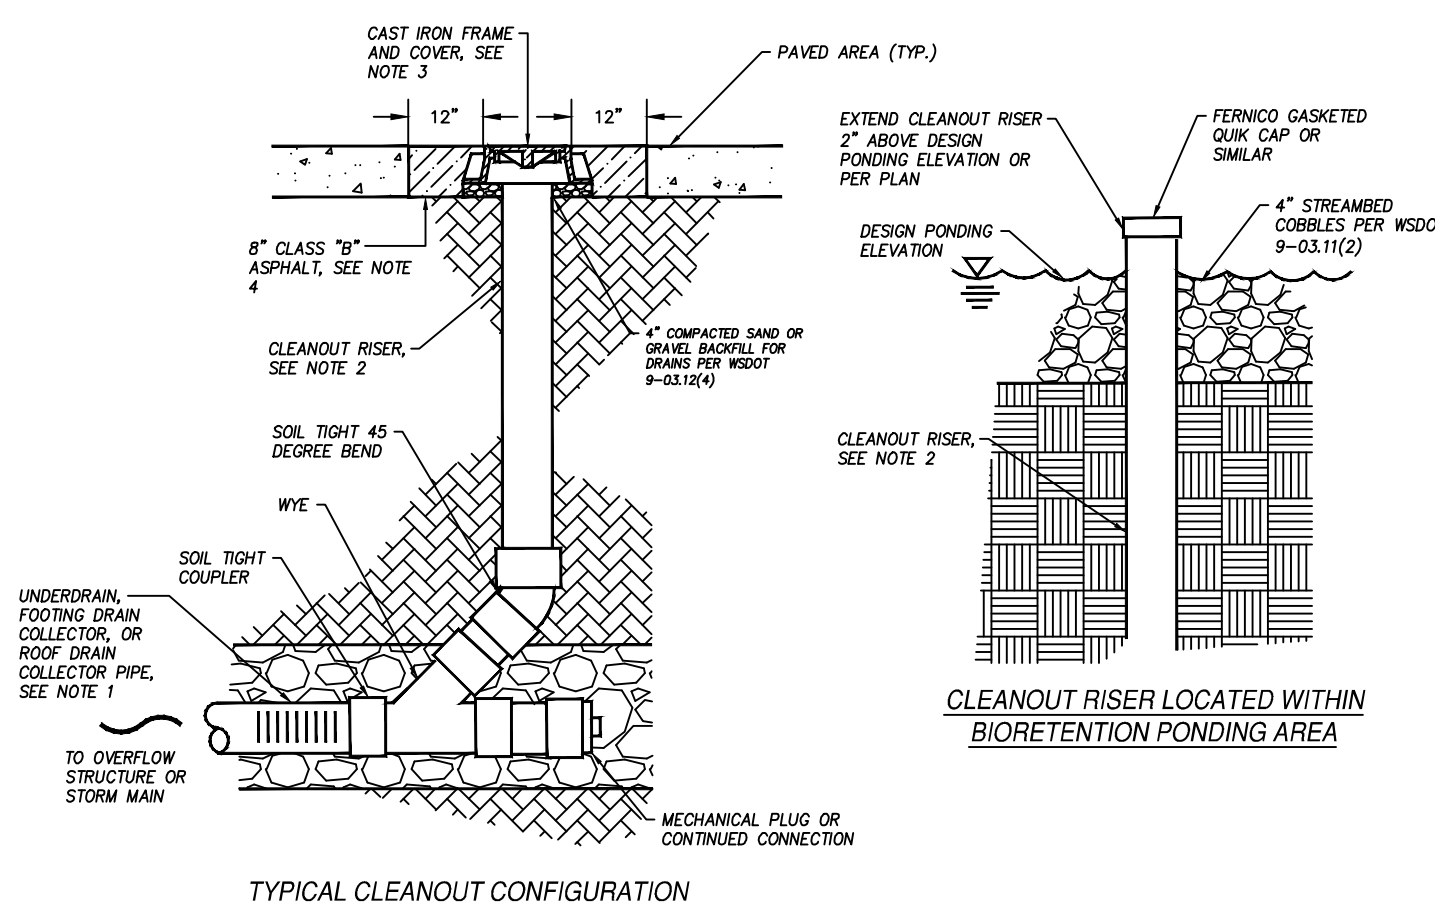 CAST IRON FRAME
AND COVER, SEE
NOTE 3
PAVED AREA (TYP.)
12"
12"
8" CLASS "B"
ASPHALT, SEE NOTE
4
CLEANOUT RISER,
SEE NOTE 2
4" COMPACTED SAND OR
GRAVEL BACKFILL FOR
DRAINS PER WSDOT
9-03.12(4)
SOIL TIGHT 45
DEGREE BEND
WYE
SOIL TIGHT
COUPLER
UNDERDRAIN,
FOOTING DRAIN
COLLECTOR, OR
ROOF DRAIN
COLLECTOR PIPE,
SEE NOTE 1
TO OVERFLOW
STRUCTURE OR
STORM MAIN
MECHANICAL PLUG OR
CONTINUED CONNECTION
TYPICAL CLEANOUT CONFIGURATION
EXTEND CLEANOUT RISER
2" ABOVE DESIGN
PONDING ELEVATION OR
PER PLAN
FERNICO GASKETED
QUIK CAP OR
SIMILAR
DESIGN PONDING
ELEVATION
4" STREAMBED
COBBLES PER WSDO
9-03.11(2)
CLEANOUT RISER,
SEE NOTE 2
CLEANOUT RISER LOCATED WITHIN
BIORETENTION PONDING AREA